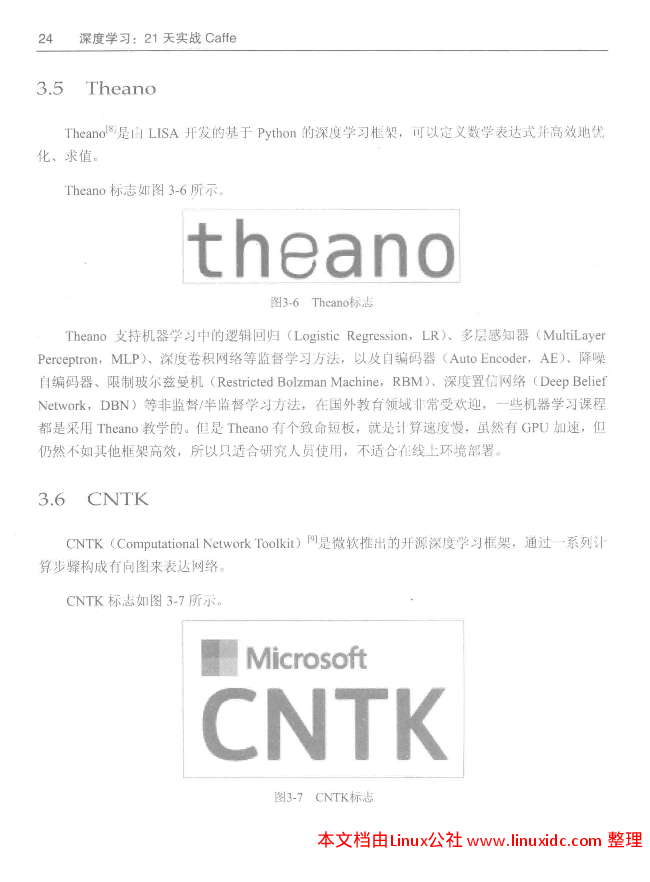 24 深度学习：21 天实战 Caffe
3.5 Theano
Theano[8]是由 LISA 开发的基于 Python 的深度学习框架，可以定义数学表达式并高效地优
化、求值。
Theano 标志如图 3-6 所示。
theano
图3-6 Theano标志
Theano 支持机器学习中的逻辑回归（Logistic Regression，LR）、多层感知器（MultiLayer
Perceptron，MLP）、深度卷积网络等监督学习方法，以及自编码器（Auto Encoder，AE）、降噪
自编码器、限制玻尔兹曼机（Restricted Bolzman Machine，RBM）、深度置信网络（Deep Belief
Network，DBN）等非监督/半监督学习方法，在国外教育领域非常受欢迎，一些机器学习课程
都是采用 Theano 教学的。但是 Theano 有个致命短板，就是计算速度慢，虽然有 GPU 加速，但
仍然不如其他框架高效，所以只适合研究人员使用，不适合在线上环境部署。
3.6 CNTK
CNTK（Computational Network Toolkit）[9]是微软推出的开源深度学习框架，通过一系列计
算步骤构成有向图来表达网络。
CNTK 标志如图 3-7 所示。
Microsoft
CNTK
图3-7 CNTK标志
本文档由Linux公社 www.linuxidc.com 整理